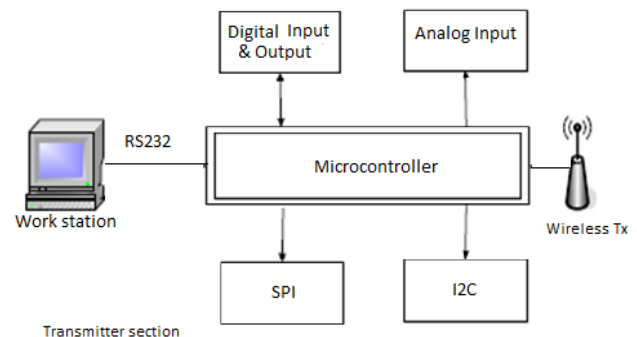 Digital Input
& Output
Analog Input
RS232
Microcontroller
Work station
Wireless Tx
SPI
I2C
Transmitter section